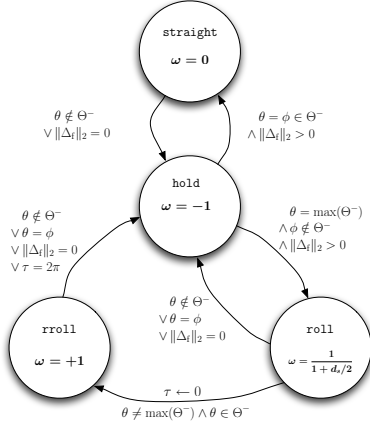 straight
ω = 0
θ ∉ Θ⁻
∨ ‖Δ_f‖₂ = 0
θ = φ ∈ Θ⁻
∧ ‖Δ_f‖₂ > 0
hold
ω = −1
θ ∉ Θ⁻
∨ θ = φ
∨ ‖Δ_f‖₂ = 0
∨ τ = 2π
θ = max(Θ⁻)
∧ φ ∉ Θ⁻
∧ ‖Δ_f‖₂ > 0
θ ∉ Θ⁻
∨ θ = φ
∨ ‖Δ_f‖₂ = 0
rroll
ω = +1
roll
ω = 1 / (1 + d_s/2)
τ ← 0
θ ≠ max(Θ⁻) ∧ θ ∈ Θ⁻